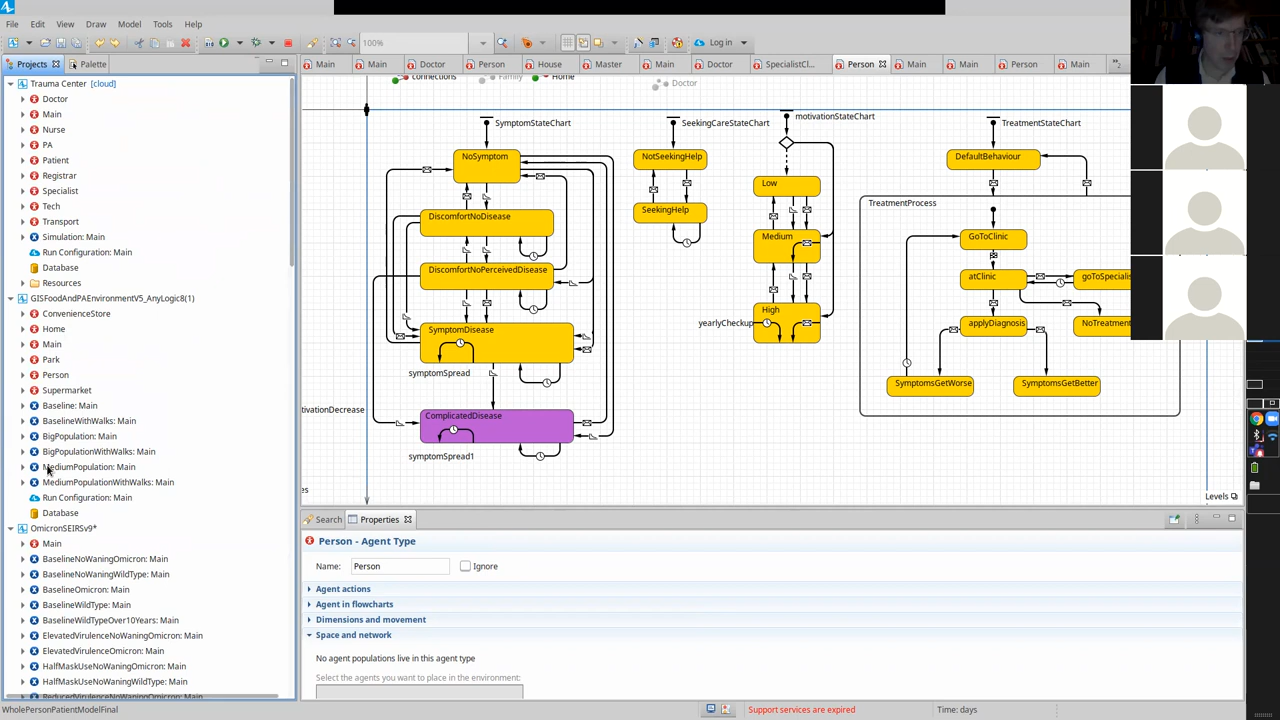 File Edit View Draw Model Tools Help
100% Log in
Projects Palette
Main Main Doctor Person House Master Main Doctor SpecialistCl... Person Main Main Person Main
Trauma Center [cloud]
Doctor
Main
Nurse
PA
Patient
Registrar
Specialist
Tech
Transport
Simulation: Main
Run Configuration: Main
Database
Resources
GISFoodAndPAEnvironmentV5_AnyLogic8(1)
ConvenienceStore
Home
Main
Park
Person
Supermarket
Baseline: Main
BaselineWithWalks: Main
BigPopulation: Main
BigPopulationWithWalks: Main
MediumPopulation: Main
MediumPopulationWithWalks: Main
Run Configuration: Main
Database
OmicronSEIRSv9*
Main
BaselineNoWaningOmicron: Main
BaselineNoWaningWildType: Main
BaselineOmicron: Main
BaselineWildType: Main
BaselineWildTypeOver10Years: Main
ElevatedVirulenceNoWaningOmicron: Main
ElevatedVirulenceOmicron: Main
HalfMaskUseNoWaningOmicron: Main
HalfMaskUseNoWaningWildType: Main
ReducedVirulenceNoWaningOmicron: Main
connections Family Home
Doctor
SymptomStateChart
NoSymptom
DiscomfortNoDisease
DiscomfortNoPerceivedDisease
SymptomDisease
symptomSpread
ComplicatedDisease
symptomSpread1
SeekingCareStateChart
NotSeekingHelp
SeekingHelp
motivationStateChart
Low
Medium
High
yearlyCheckup
TreatmentStateChart
DefaultBehaviour
TreatmentProcess
GoToClinic
atClinic
goToSpecialis
applyDiagnosis
NoTreatment
SymptomsGetWorse
SymptomsGetBetter
otivationDecrease
es
Levels
Search Properties
Person - Agent Type
Name: Person Ignore
Agent actions
Agent in flowcharts
Dimensions and movement
Space and network
No agent populations live in this agent type
Select the agents you want to place in the environment:
WholePersonPatientModelFinal
Support services are expired
Time: days